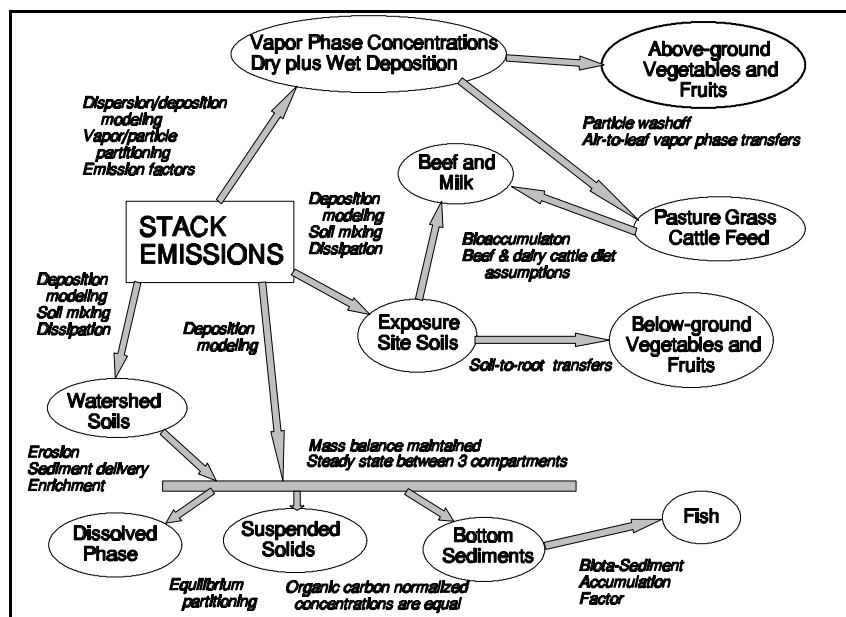 Vapor Phase Concentrations
Dry plus Wet Deposition
Above-ground
Vegetables and
Fruits
Dispersion/deposition
modeling
Vapor/particle
partitioning
Emission factors
Particle washoff
Air-to-leaf vapor phase transfers
Beef and
Milk
Deposition
modeling
Soil mixing
Dissipation
STACK
EMISSIONS
Pasture Grass
Cattle Feed
Bioaccumulaton
Beef & dairy cattle diet
assumptions
Deposition
modeling
Soil mixing
Dissipation
Deposition
modeling
Exposure
Site Soils
Below-ground
Vegetables and
Fruits
Soil-to-root transfers
Watershed
Soils
Erosion
Sediment delivery
Enrichment
Mass balance maintained
Steady state between 3 compartments
Dissolved
Phase
Suspended
Solids
Bottom
Sediments
Fish
Equilibrium
partitioning
Organic carbon normalized
concentrations are equal
Biota-Sediment
Accumulation
Factor